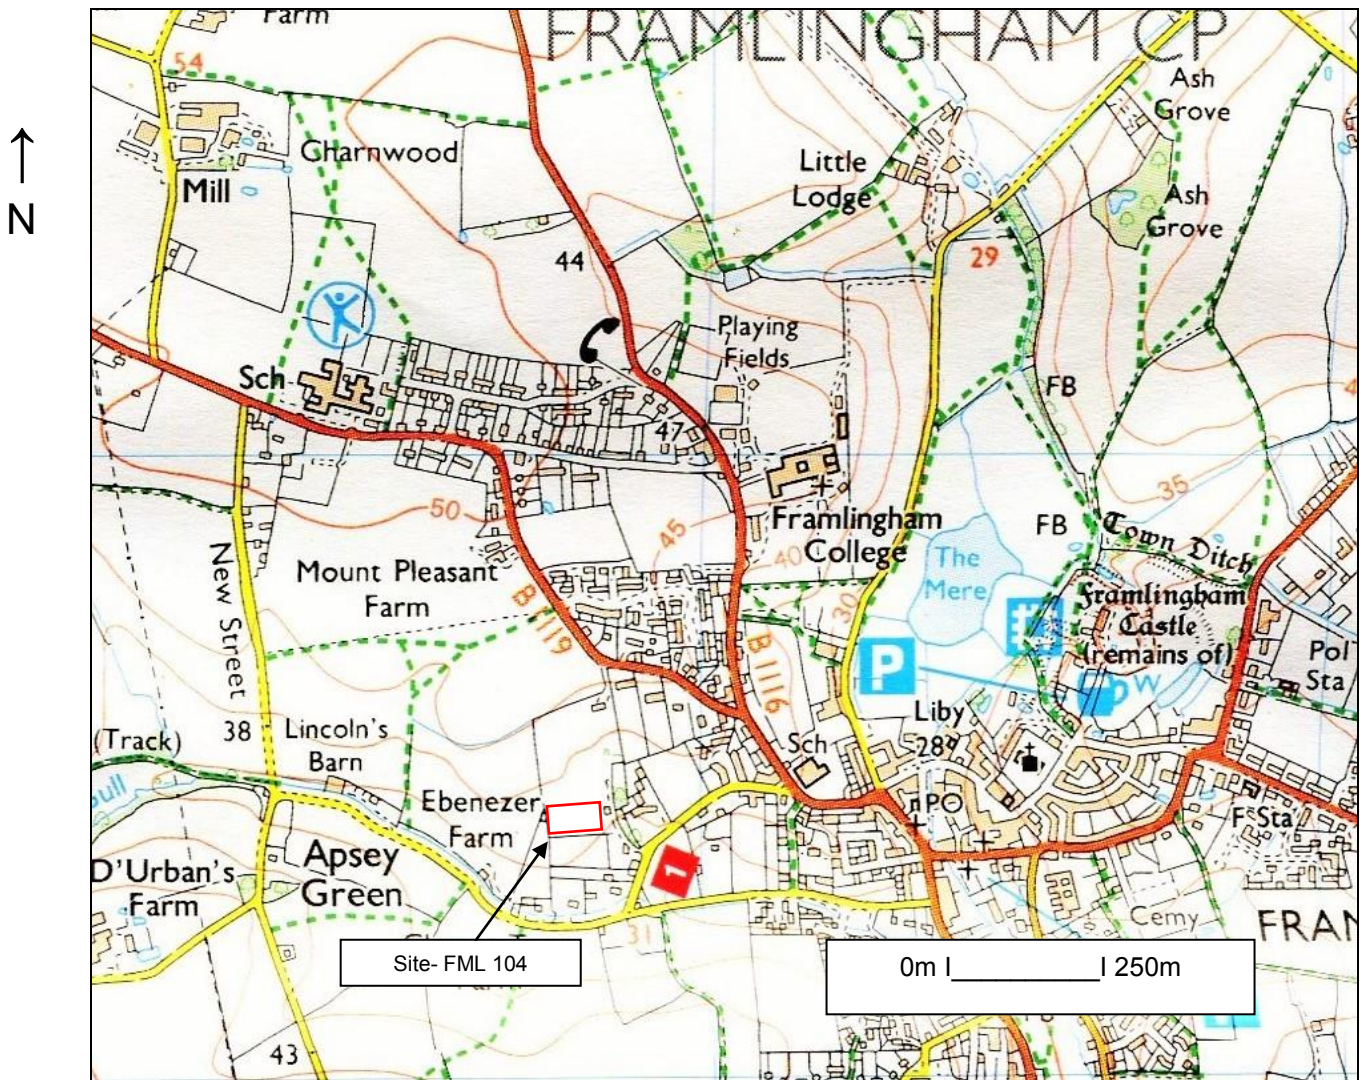 Farm
FRAMLINGHAM CP
54
Ash
Grove
Charnwood
Little
Lodge
Mill
Ash
Grove
N
44
29
Playing
Fields
Sch
FB
47
35
50
Framlingham
College
FB
Town Ditch
45
40
The
Mere
New Street
Mount Pleasant
Farm
B 1119
30
Framlingham
Castle
(remains of)
P
B 1116
Pol
Sta
W
Liby
28
38
Lincoln's
Barn
(Track)
Sch
Ebenezer
Farm
PO
F Sta
1
Apsey
Green
D'Urban's
Farm
Cemy
FRAN
31
Site- FML 104
0m I__________I 250m
43